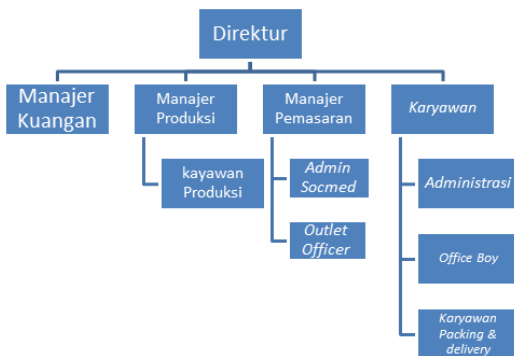 Direktur
Manajer
Kuangan
Manajer
Produksi
Manajer
Pemasaran
Karyawan
kayawan
Produksi
Admin
Socmed
Outlet
Officer
Administrasi
Office Boy
Karyawan
Packing &
delivery